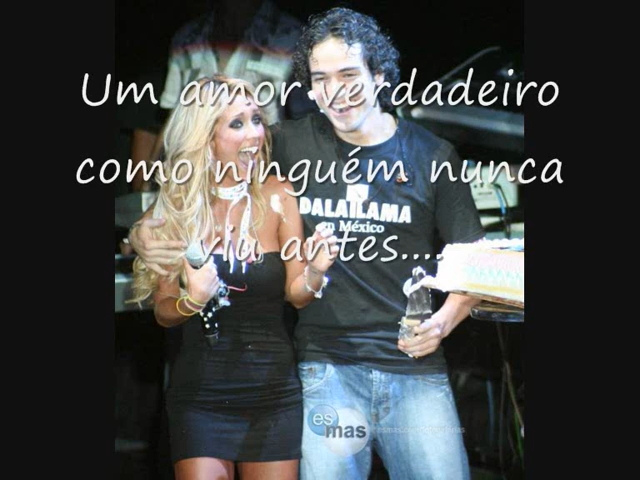 Um amor verdadeiro
como ninguém nunca
viu antes....
DALAILAMA
en México
es
mas